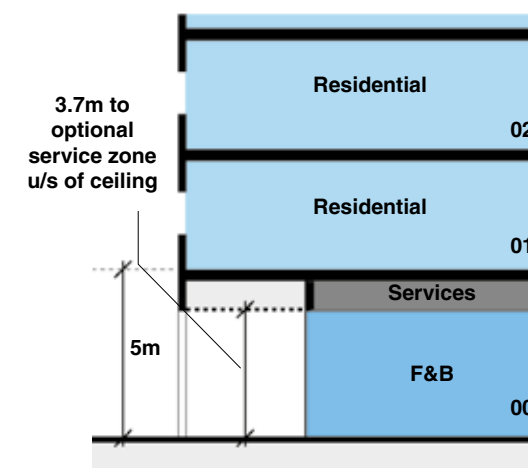 Residential
3.7m to
optional
service zone
u/s of ceiling
02
Residential
01
Services
5m
F&B
00